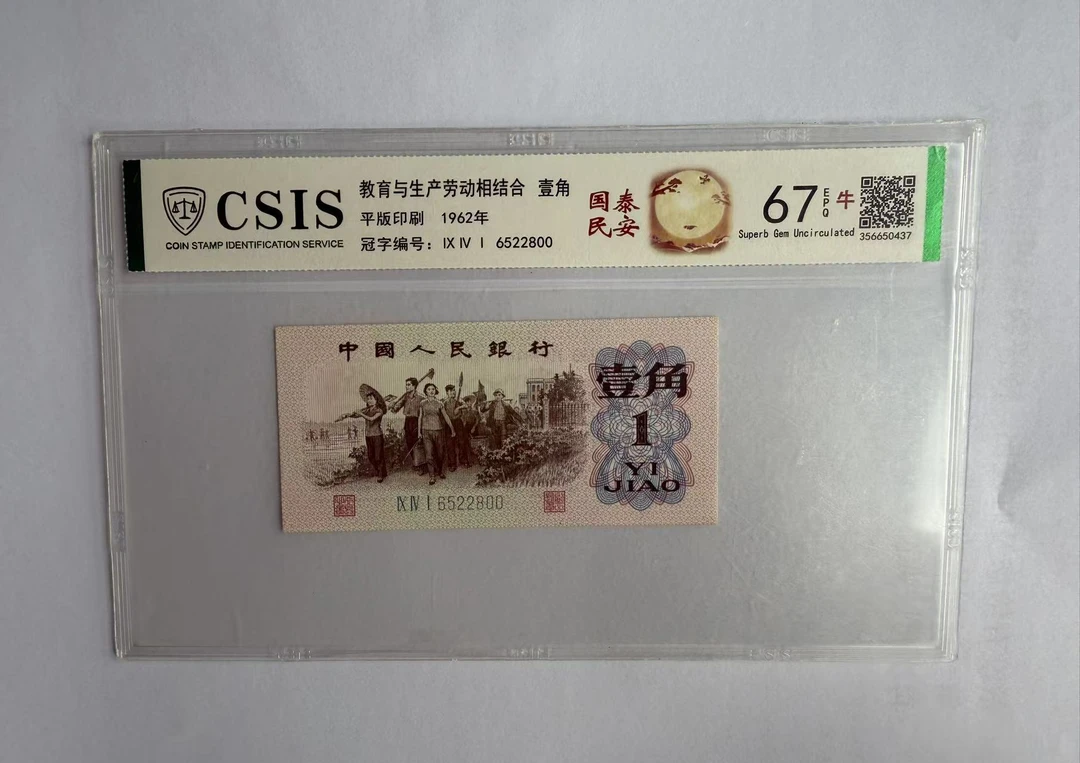 CSIS
COIN STAMP IDENTIFICATION SERVICE
教育与生产劳动相结合 壹角
平版印刷 1962年
冠字编号：IX IV I 6522800
国泰
民安
67
EPQ
牛
Superb Gem Uncirculated
356650437
中國人民銀行
壹角
1
YI
JIAO
IX IV I 6522800